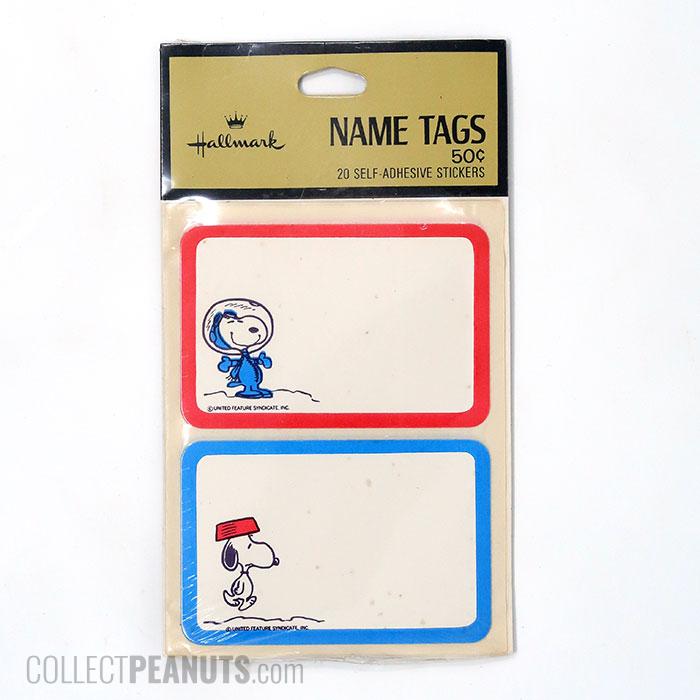 Hallmark
NAME TAGS
50¢
20 SELF-ADHESIVE STICKERS
© UNITED FEATURE SYNDICATE, INC.
© UNITED FEATURE SYNDICATE, INC.
COLLECTPEANUTS.com